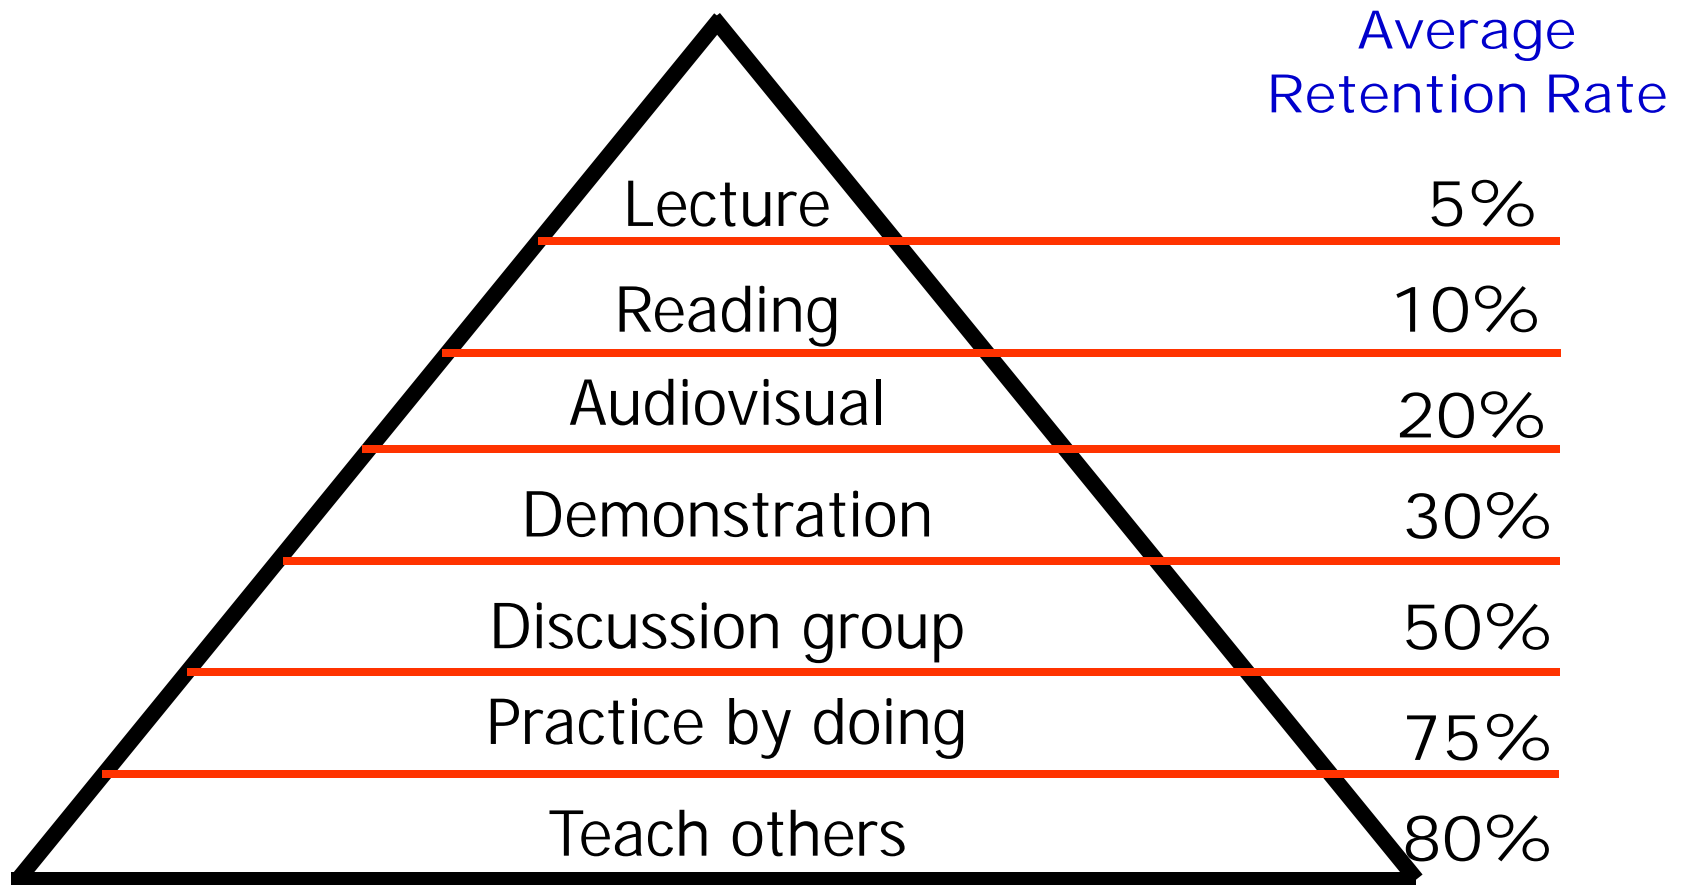 Average
Retention Rate
Lecture 5%
Reading 10%
Audiovisual 20%
Demonstration 30%
Discussion group 50%
Practice by doing 75%
Teach others 80%